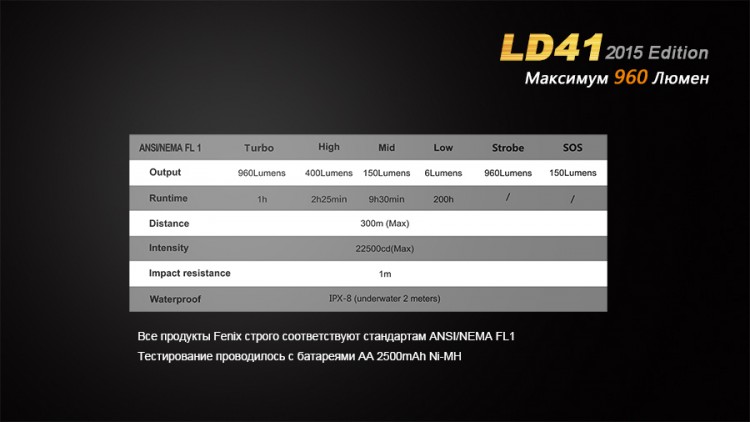 LD41 2015 Edition
Максимум 960 Люмен
ANSI/NEMA FL 1 Turbo High Mid Low Strobe SOS
Output 960Lumens 400Lumens 150Lumens 6Lumens 960Lumens 150Lumens
Runtime 1h 2h25min 9h30min 200h / /
Distance 300m (Max)
Intensity 22500cd(Max)
Impact resistance 1m
Waterproof IPX-8 (underwater 2 meters)
Все продукты Fenix строго соответствуют стандартам ANSI/NEMA FL1
Тестирование проводилось с батареями AA 2500mAh Ni-MH